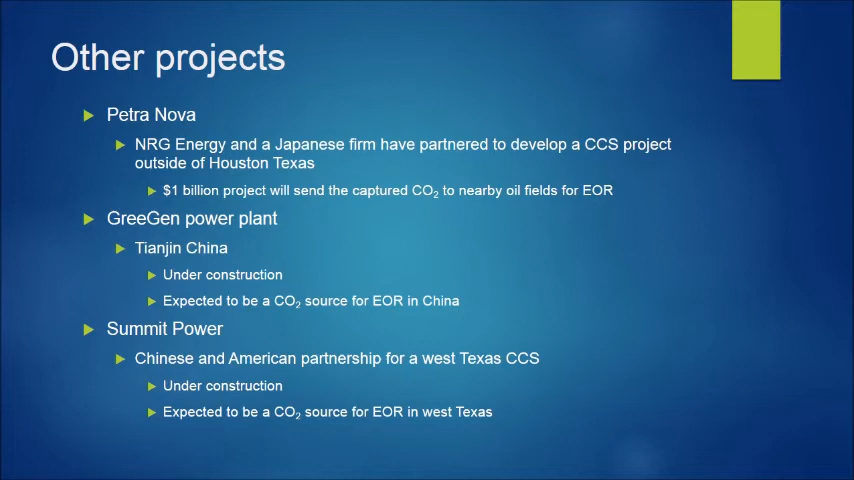 Other projects
Petra Nova
NRG Energy and a Japanese firm have partnered to develop a CCS project
outside of Houston Texas
$1 billion project will send the captured CO₂ to nearby oil fields for EOR
GreeGen power plant
Tianjin China
Under construction
Expected to be a CO₂ source for EOR in China
Summit Power
Chinese and American partnership for a west Texas CCS
Under construction
Expected to be a CO₂ source for EOR in west Texas